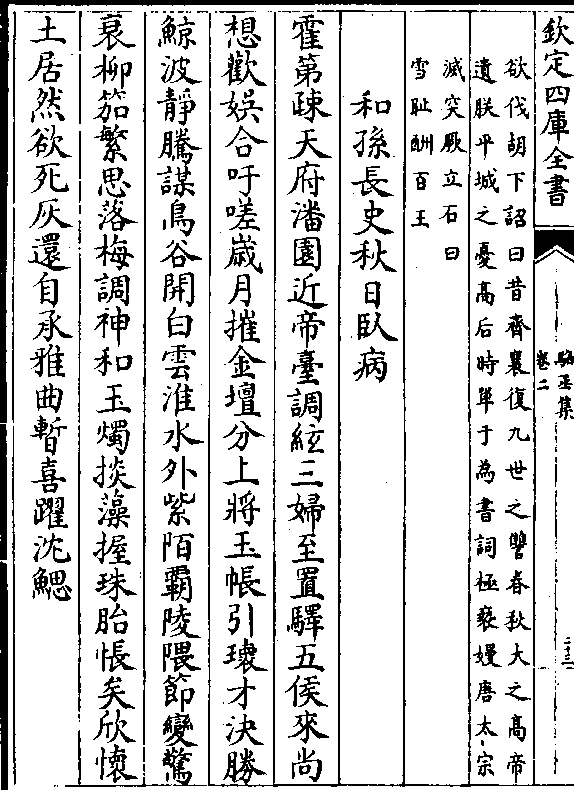 欽定四庫全書
駱丞集
卷二
欲伐胡下詔曰昔齊襄復九世之讐春秋大之高帝
遺朕平城之憂高后時單于為書詞極褻嫚唐太宗
滅突厥立石曰
雪耻酬百王
和孫長史秋日臥病
霍第疎天府潘園近帝臺調絃三婦至置驛五侯來尚
想歡娛合吁嗟歲月摧金壇分上將玉帳引瓌才決勝
鯨波靜騰謀鳥谷開白雲淮水外紫陌霸陵隈節變驚
衰柳笳繁思落梅調神和玉燭掞藻握珠胎悵矣欣懷
土居然欲死灰還自承雅曲暫喜躍沈鰓